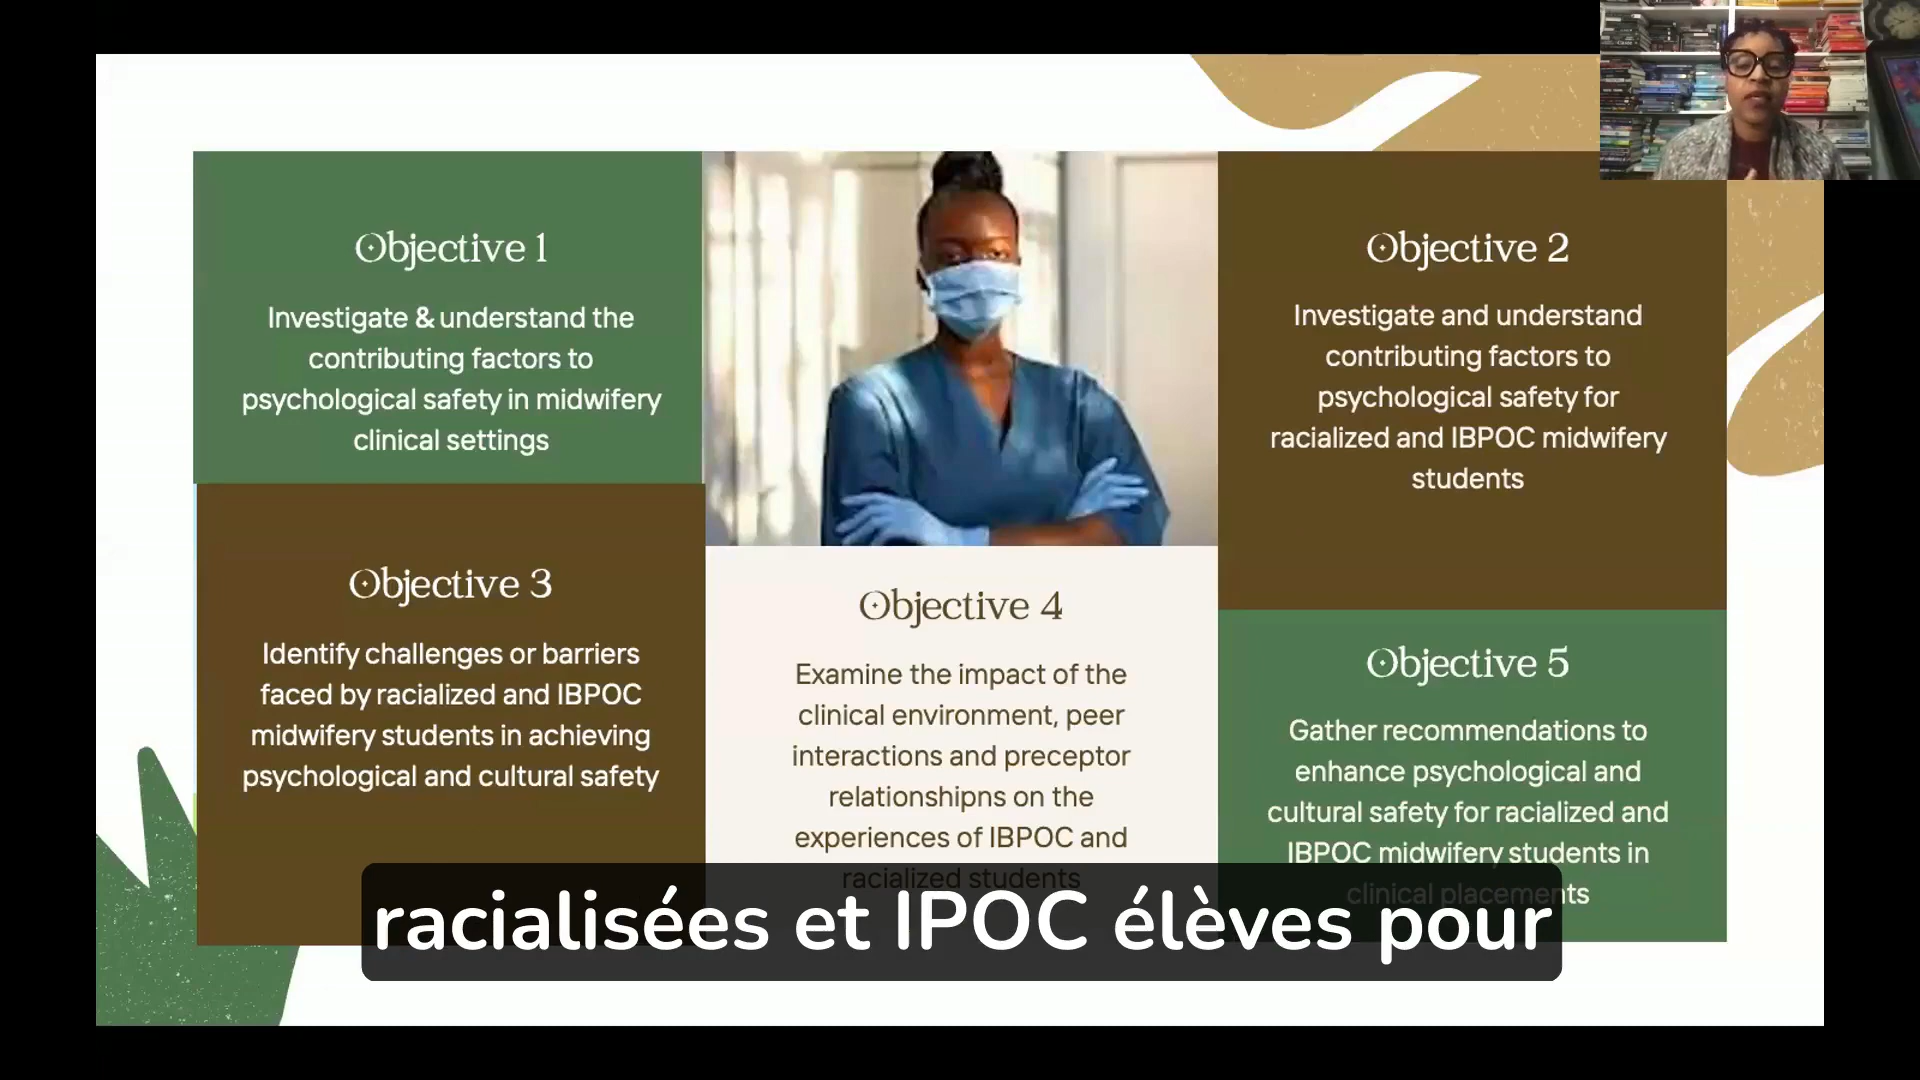 Objective 1
Investigate & understand the
contributing factors to
psychological safety in midwifery
clinical settings
Objective 2
Investigate and understand
contributing factors to
psychological safety for
racialized and IBPOC midwifery
students
Objective 3
Identify challenges or barriers
faced by racialized and IBPOC
midwifery students in achieving
psychological and cultural safety
Objective 4
Examine the impact of the
clinical environment, peer
interactions and preceptor
relationshipns on the
experiences of IBPOC and
racialized students
Objective 5
Gather recommendations to
enhance psychological and
cultural safety for racialized and
IBPOC midwifery students in
clinical placements
racialisées et IPOC élèves pour